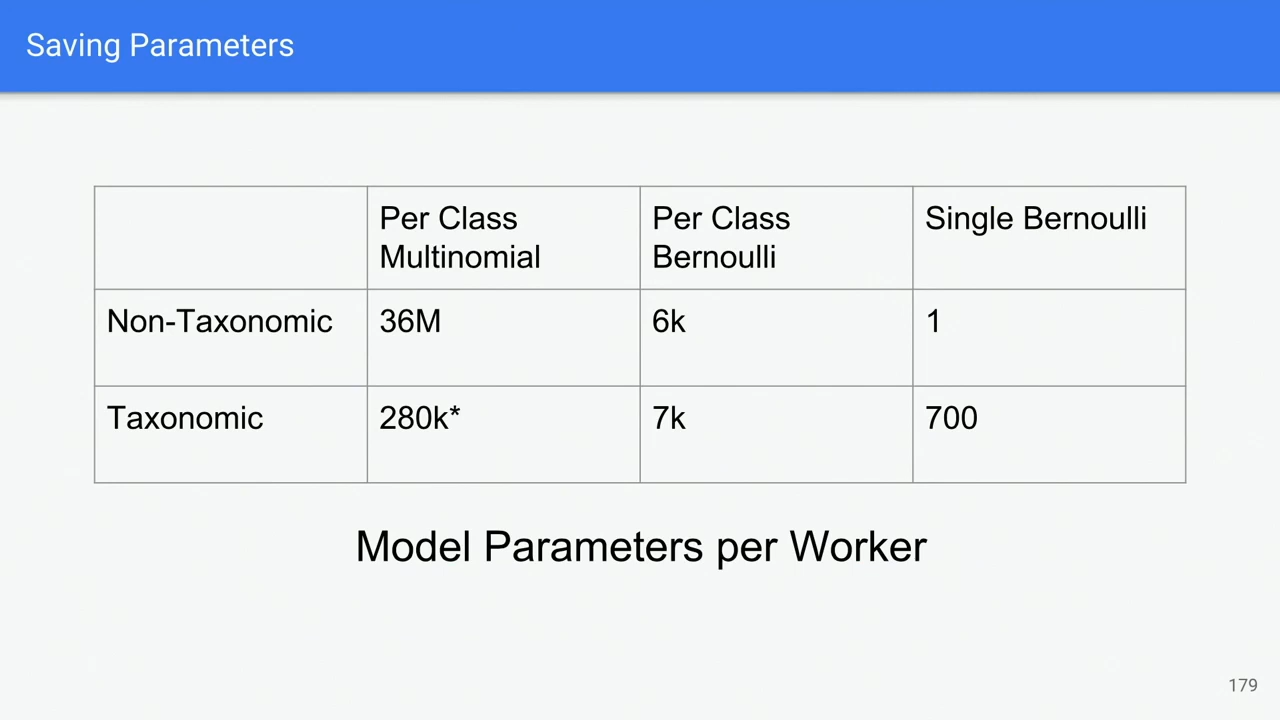 Saving Parameters
Per Class Multinomial
Per Class Bernoulli
Single Bernoulli
Non-Taxonomic
36M
6k
1
Taxonomic
280k*
7k
700
Model Parameters per Worker
179